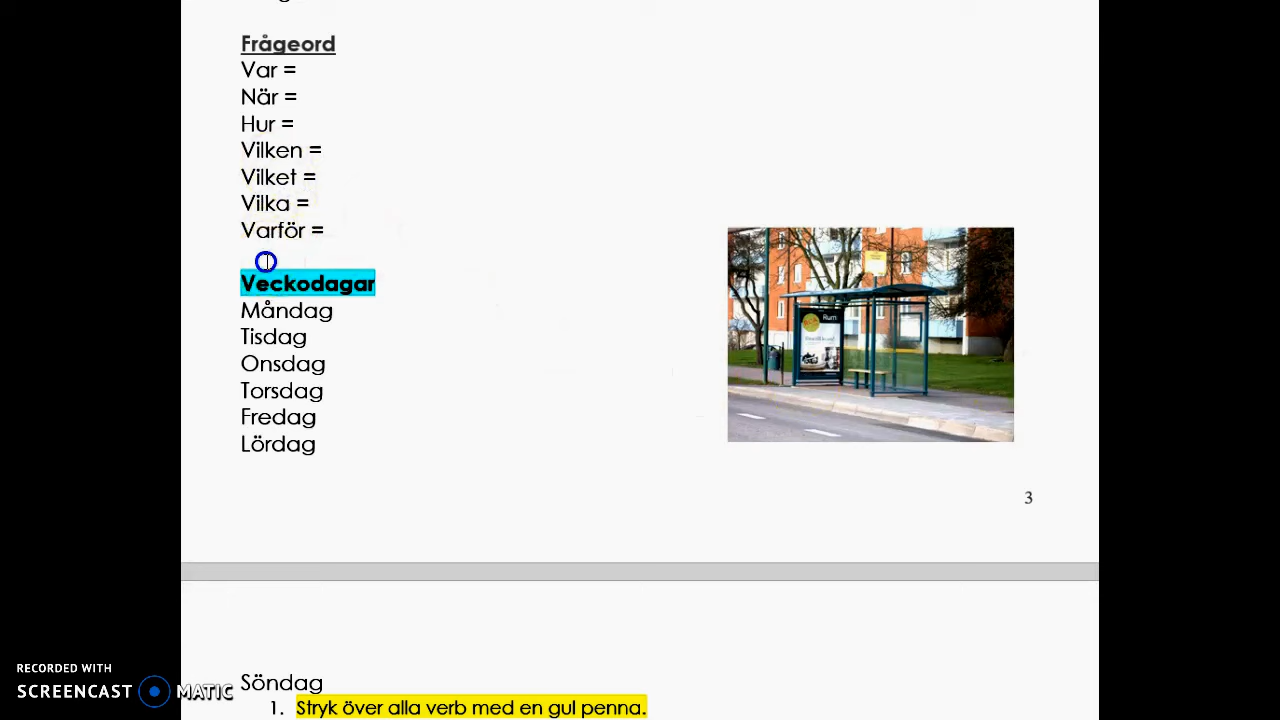 Frågeord
Var =
När =
Hur =
Vilken =
Vilket =
Vilka =
Varför =
Veckodagar
Måndag
Tisdag
Onsdag
Torsdag
Fredag
Lördag
Rum
3
Söndag
1. Stryk över alla verb med en gul penna.
RECORDED WITH
SCREENCAST MATIC